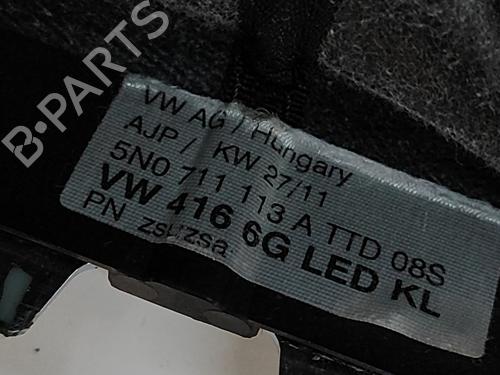 B-PARTS
VW AG / Hungary
AJP / KW 27/11
5N0 711 113 A TTD 08S
VW 416 6G LED KL
PN zsuzsa